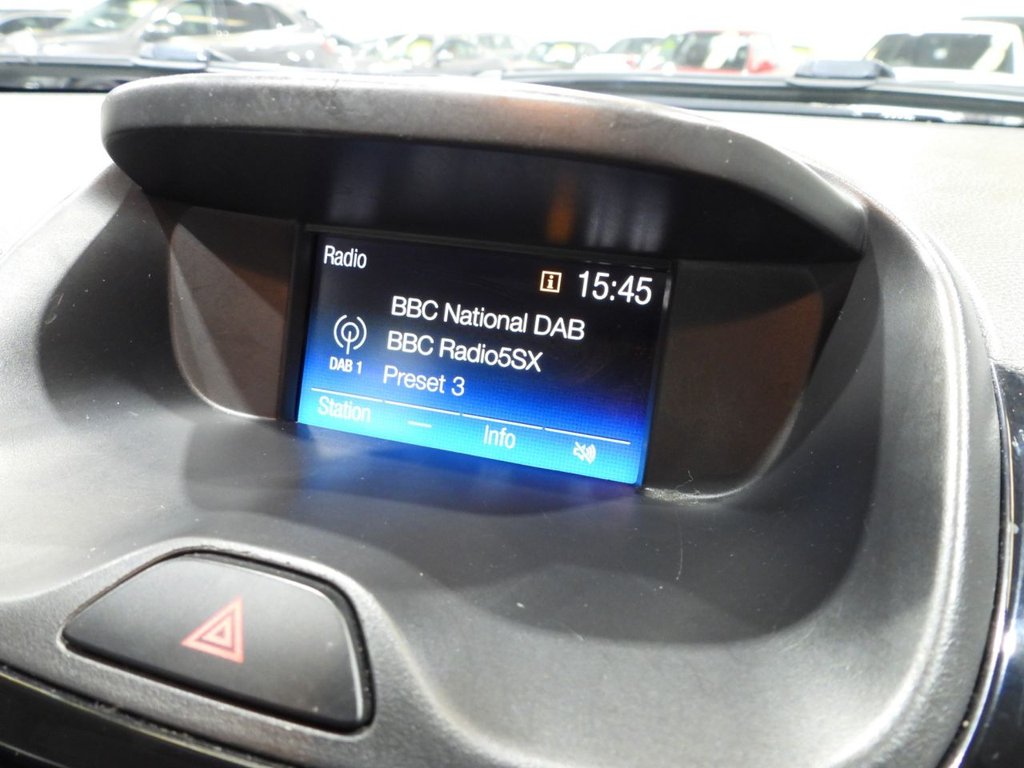 Radio
i 15:45
BBC National DAB
BBC Radio5SX
DAB 1
Preset 3
Station
Info